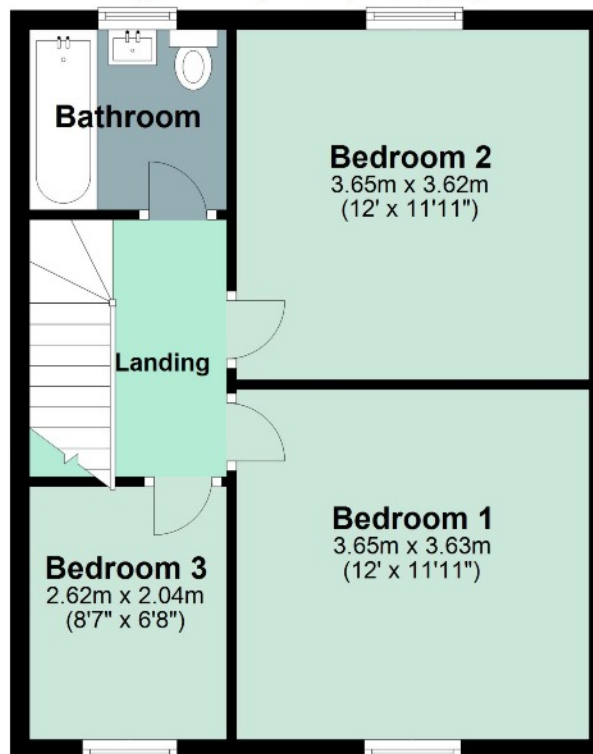 Bathroom
Bedroom 2
3.65m x 3.62m
(12' x 11'11")
Landing
Bedroom 1
3.65m x 3.63m
(12' x 11'11")
Bedroom 3
2.62m x 2.04m
(8'7" x 6'8")